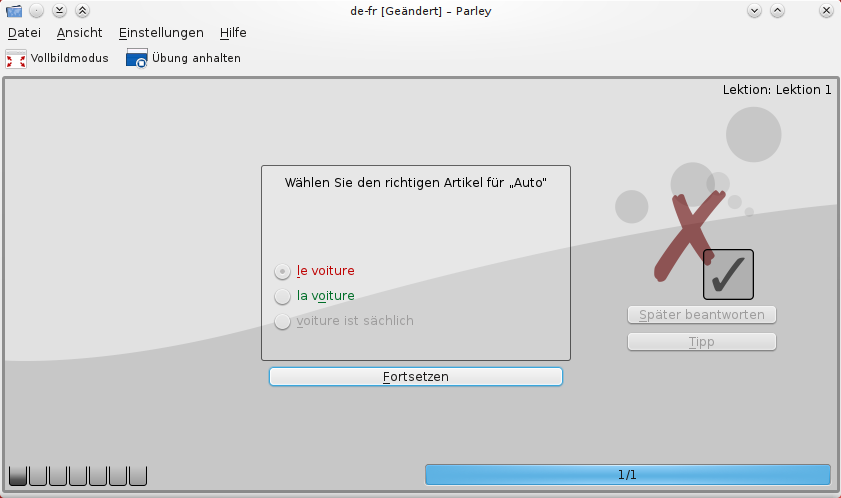 de-fr [Geändert] – Parley
Datei Ansicht Einstellungen Hilfe
Vollbildmodus Übung anhalten
Lektion: Lektion 1
Wählen Sie den richtigen Artikel für „Auto"
le voiture
la voiture
voiture ist sächlich
Später beantworten
Tipp
Fortsetzen
1/1